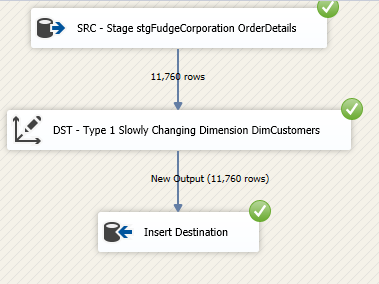 SRC - Stage stgFudgeCorporation OrderDetails
11,760 rows
DST - Type 1 Slowly Changing Dimension DimCustomers
New Output (11,760 rows)
Insert Destination